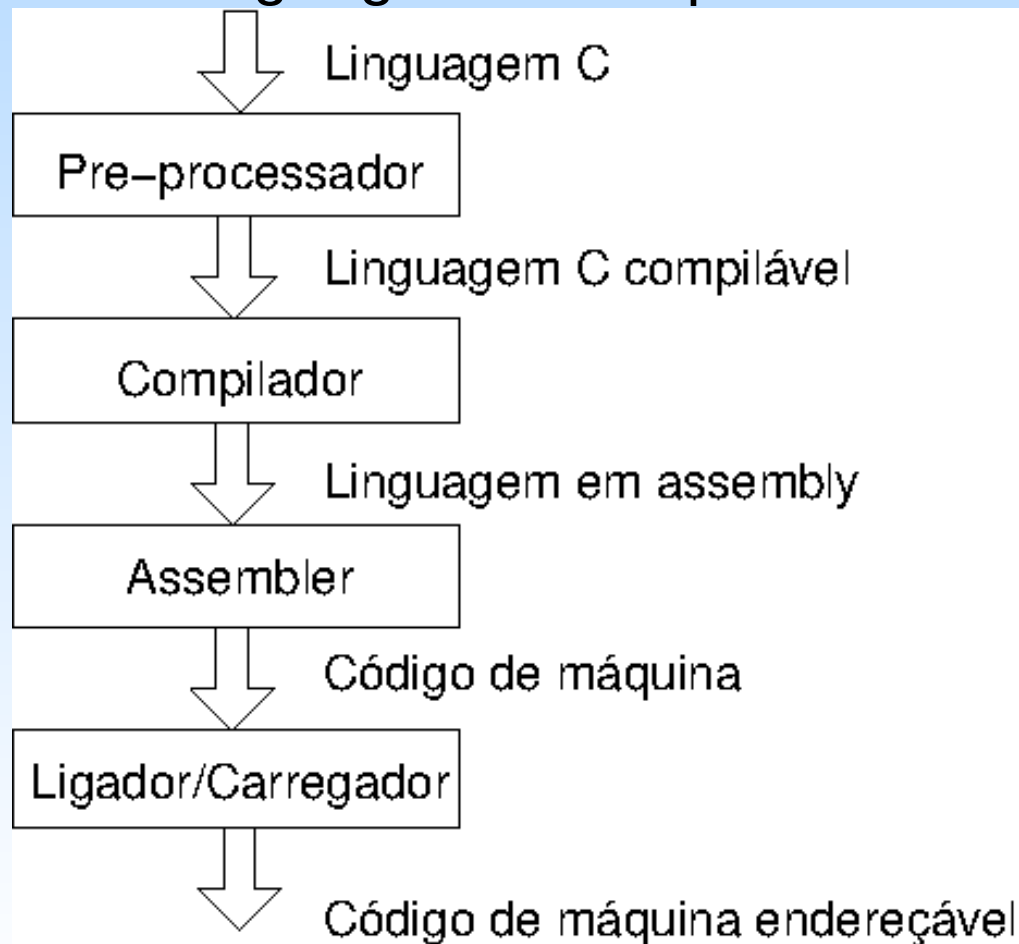 Linguagem C
Pre-processador
Linguagem C compilável
Compilador
Linguagem em assembly
Assembler
Código de máquina
Ligador/Carregador
Código de máquina endereçável